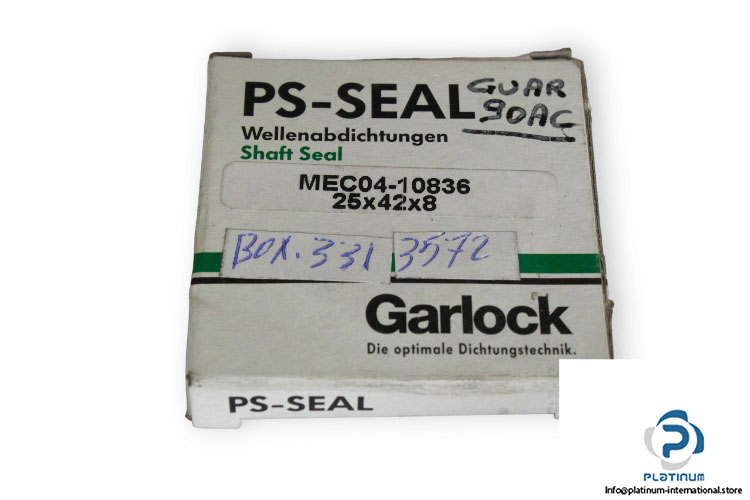 PS-SEAL
GUAR
90AC
Wellenabdichtungen
Shaft Seal
MEC04-10836
25x42x8
BOX.331
3572
Garlock
Die optimale Dichtungstechnik.
PS-SEAL
PLATINUM
Info@platinum-international.store